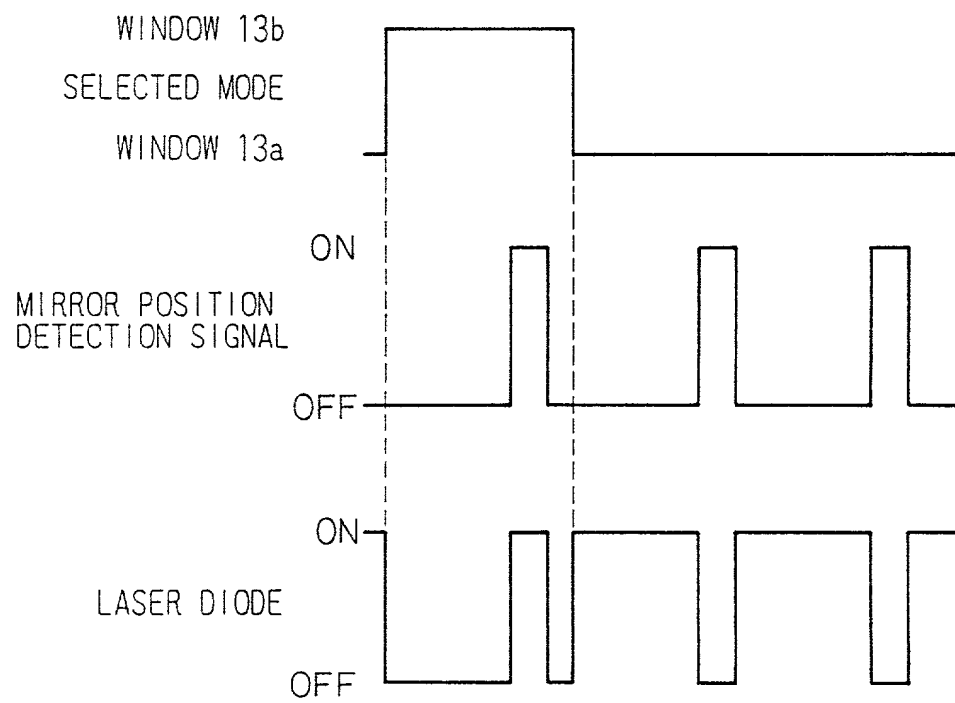 WINDOW 13b
SELECTED MODE
WINDOW 13a
ON
MIRROR POSITION
DETECTION SIGNAL
OFF
ON
LASER DIODE
OFF